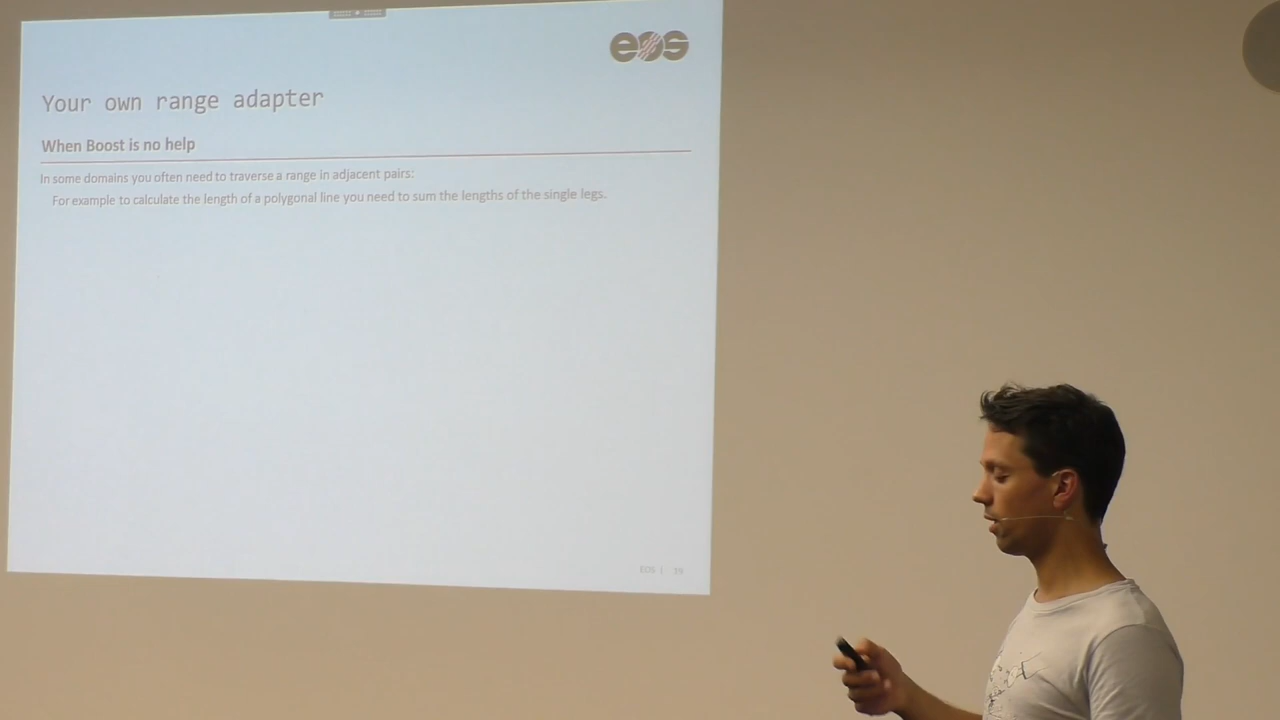 eos
Your own range adapter
When Boost is no help
In some domains you often need to traverse a range in adjacent pairs:
For example to calculate the length of a polygonal line you need to sum the lengths of the single legs.
EOS | 19